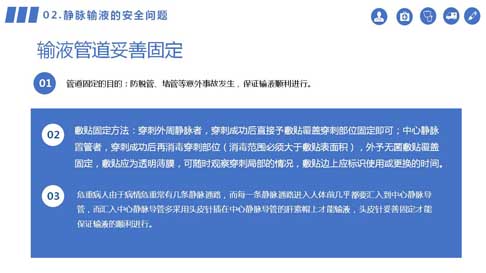 02.静脉输液的安全问题
输液管道妥善固定
01
管道固定的目的：防脱管、堵管等意外事故发生，保证输液顺利进行。
02
敷贴固定方法：穿刺外周静脉者，穿刺成功后直接予敷贴覆盖穿刺部位固定即可；中心静脉
置管者，穿刺成功后再消毒穿刺部位（消毒范围必须大于敷贴表面积），外予无菌敷贴覆盖
固定，敷贴应为透明薄膜，可随时观察穿刺局部的情况，敷贴边上应标识使用或更换的时间。
03
危重病人由于病情危重常有几条静脉通路，而每一条静脉通路进入人体前几乎都要汇入到中心静脉导
管，而汇入中心静脉导管多采用头皮针插在中心静脉导管的肝素帽上才能输液，头皮针妥善固定才能
保证输液的顺利进行。